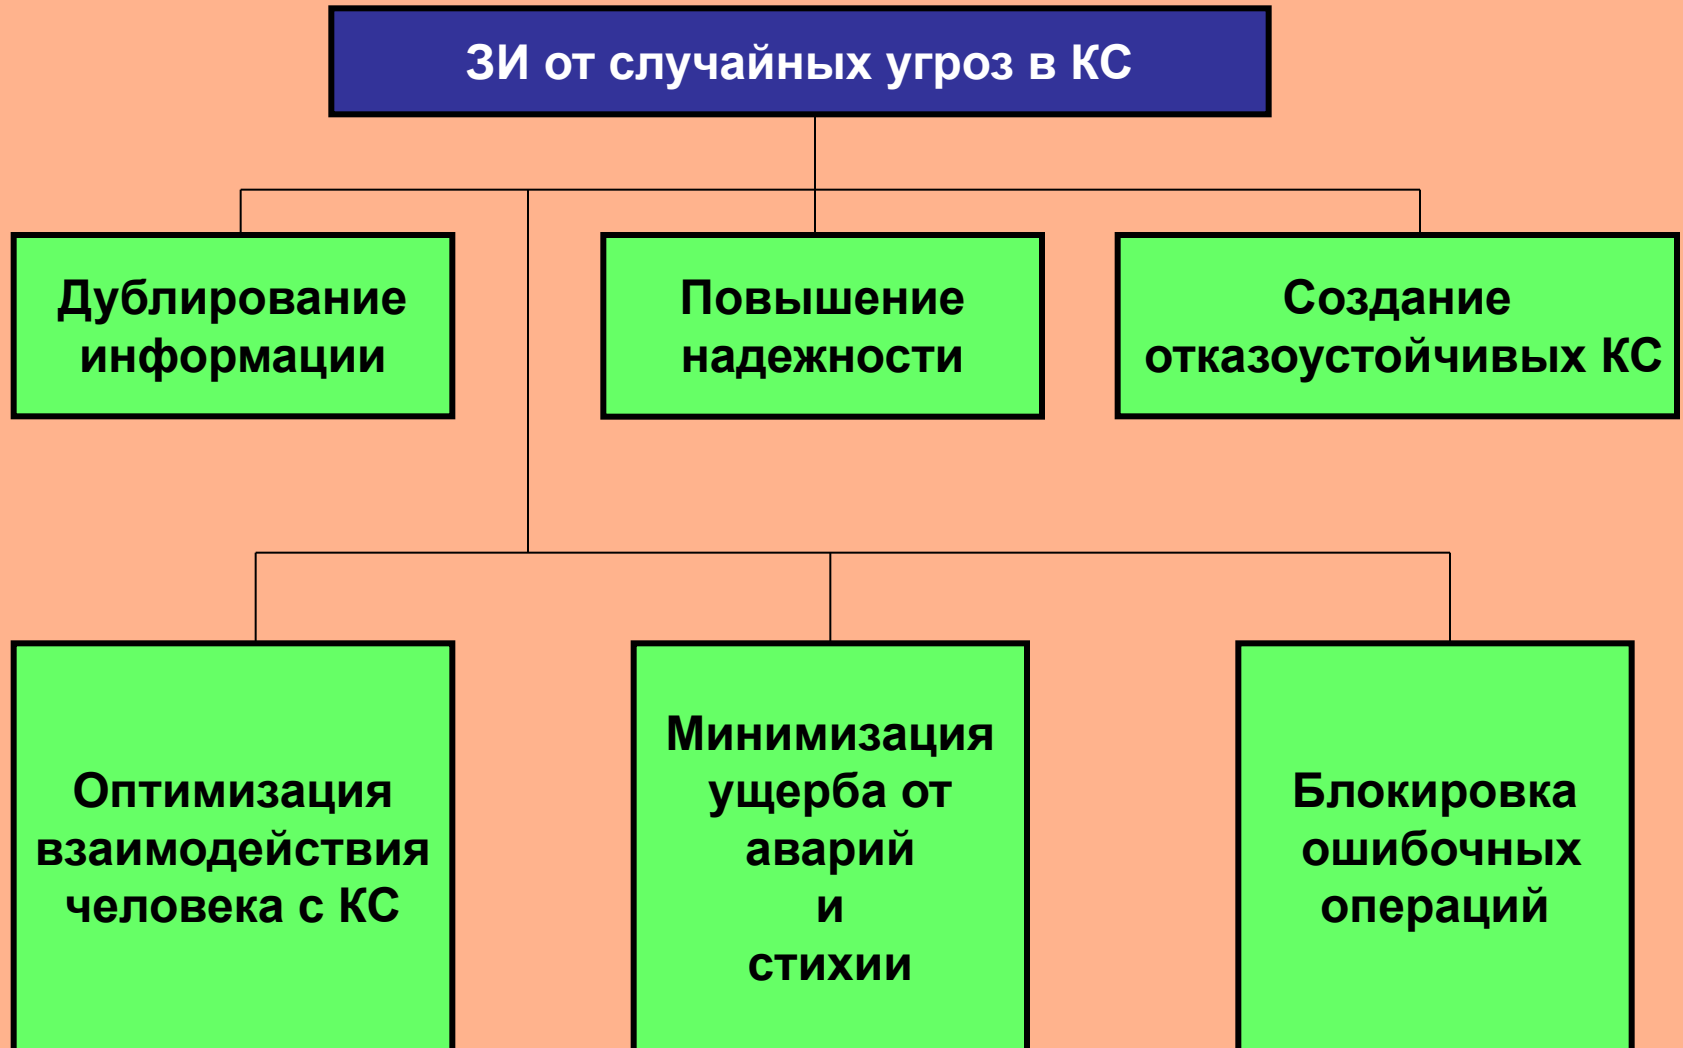 ЗИ от случайных угроз в КС
Дублирование
информации
Повышение
надежности
Создание
отказоустойчивых КС
Оптимизация
взаимодействия
человека с КС
Минимизация
ущерба от
аварий
и
стихии
Блокировка
ошибочных
операций